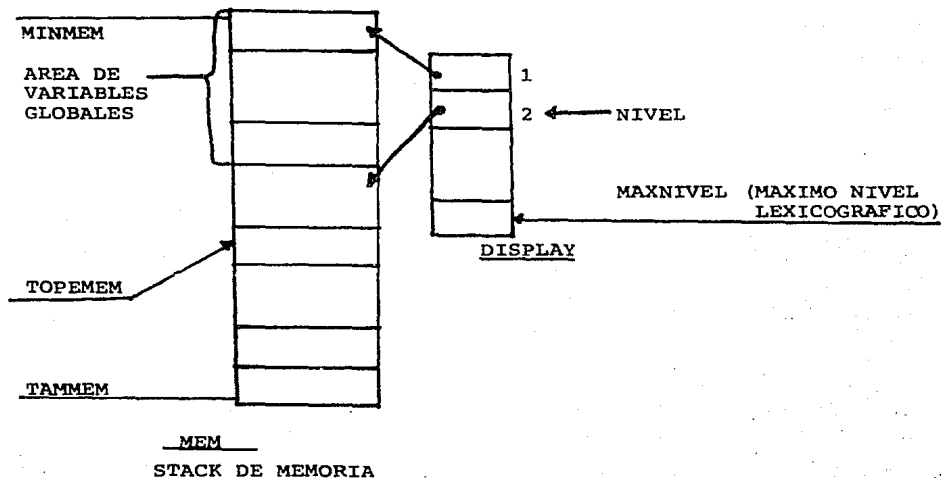 MINMEM
AREA DE
VARIABLES
GLOBALES
1
2
NIVEL
MAXNIVEL (MAXIMO NIVEL
LEXICOGRAFICO)
DISPLAY
TOPEMEM
TAMMEM
MEM
STACK DE MEMORIA